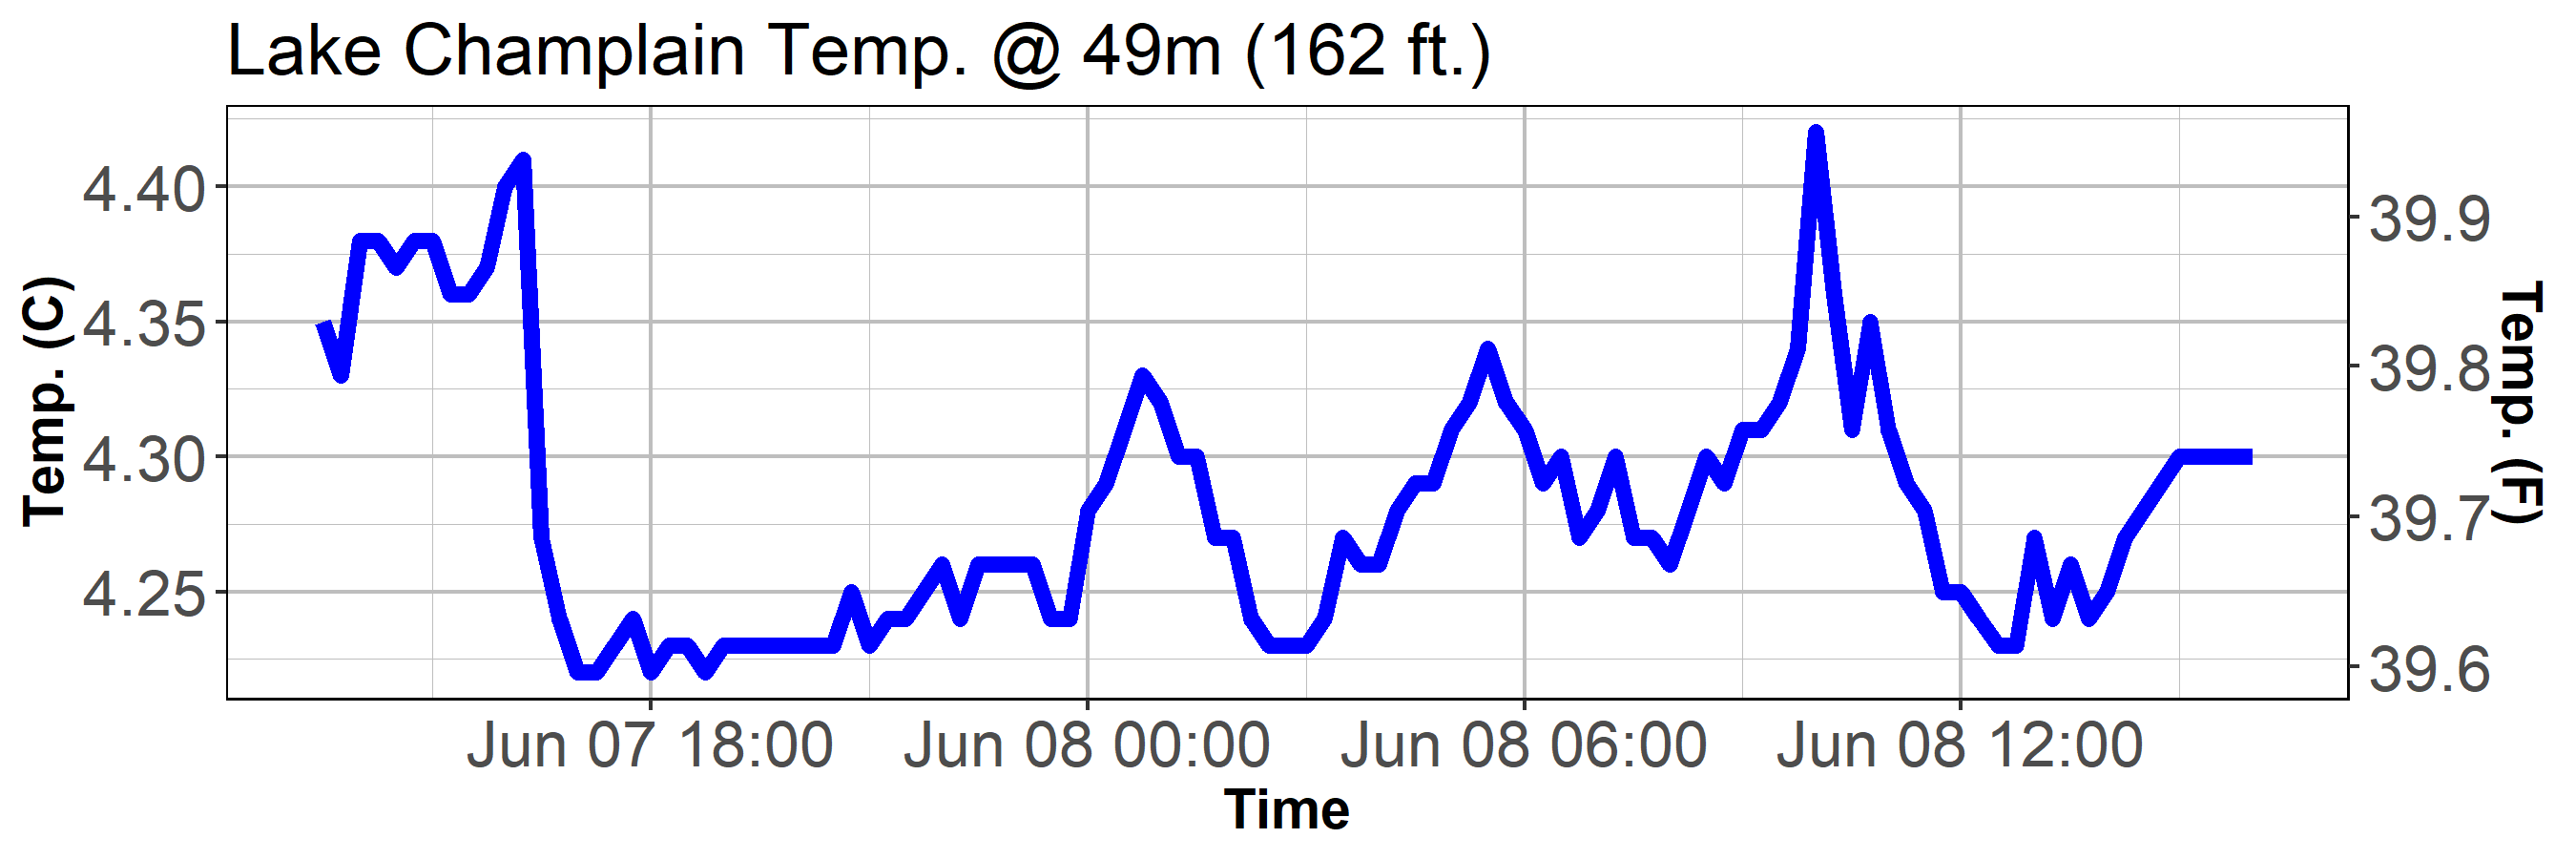 Lake Champlain Temp. @ 49m (162 ft.)
Temp. (C)
4.40
4.35
4.30
4.25
39.9
39.8
39.7
39.6
Temp. (F)
Jun 07 18:00 Jun 08 00:00 Jun 08 06:00 Jun 08 12:00
Time